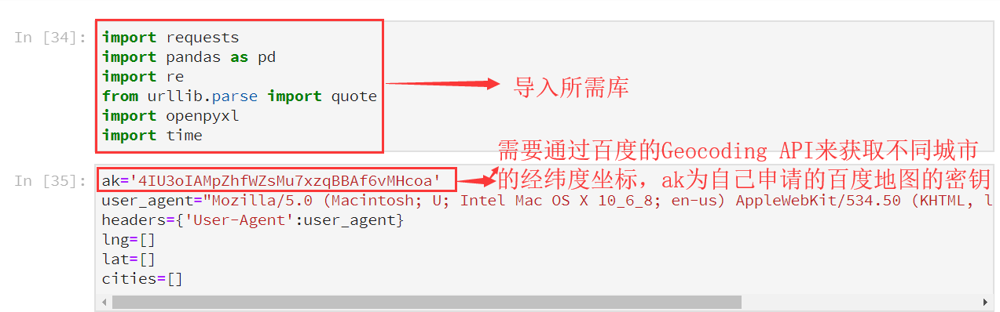 In [34]:
import requests
import pandas as pd
import re
from urllib.parse import quote
import openpyxl
import time
导入所需库
需要通过百度的Geocoding API来获取不同城市
的经纬度坐标，ak为自己申请的百度地图的密钥
In [35]:
ak='4IU3oIAMpZhfWZsMu7xzqBBAf6vMHcoa'
user_agent="Mozilla/5.0 (Macintosh; U; Intel Mac OS X 10_6_8; en-us) AppleWebKit/534.50 (KHTML, l
headers={'User-Agent':user_agent}
lng=[]
lat=[]
cities=[]